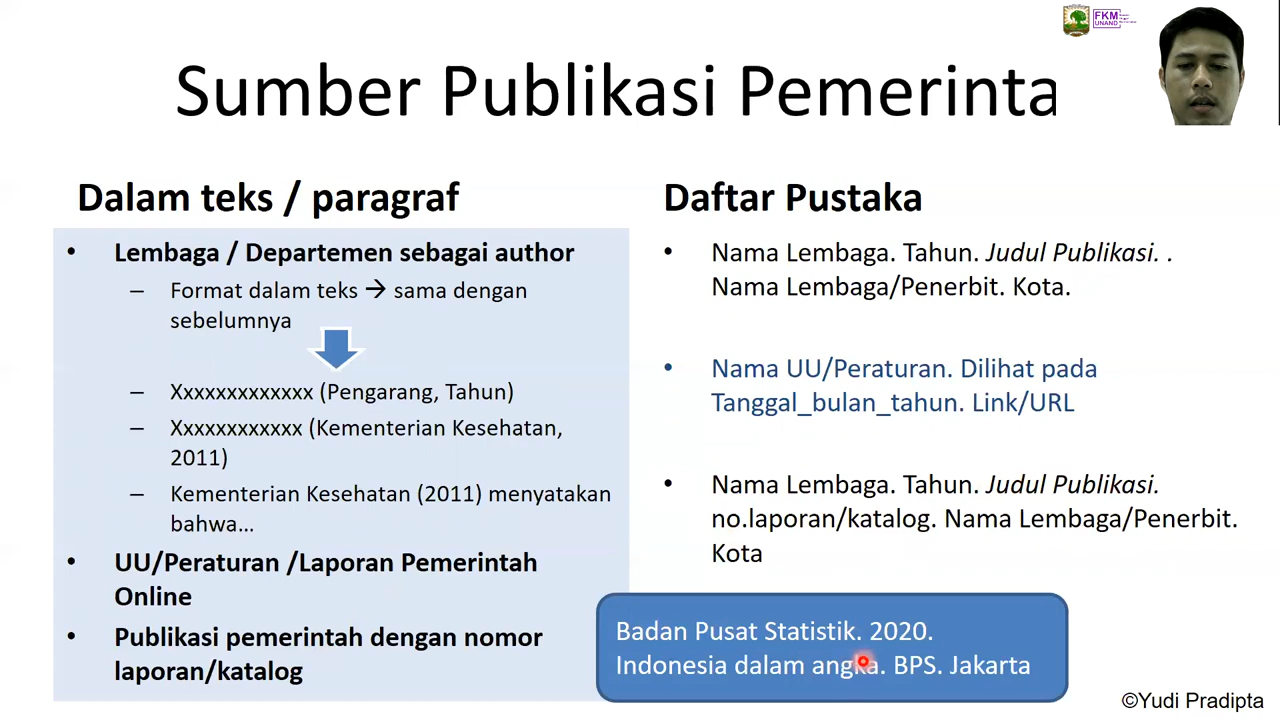 FKM
UNAND
Sumber Publikasi Pemerinta
Dalam teks / paragraf
• Lembaga / Departemen sebagai author
– Format dalam teks → sama dengan
sebelumnya
– Xxxxxxxxxxxxx (Pengarang, Tahun)
– Xxxxxxxxxxxx (Kementerian Kesehatan,
2011)
– Kementerian Kesehatan (2011) menyatakan
bahwa…
• UU/Peraturan /Laporan Pemerintah
Online
• Publikasi pemerintah dengan nomor
laporan/katalog
Daftar Pustaka
• Nama Lembaga. Tahun. Judul Publikasi. .
Nama Lembaga/Penerbit. Kota.
• Nama UU/Peraturan. Dilihat pada
Tanggal_bulan_tahun. Link/URL
• Nama Lembaga. Tahun. Judul Publikasi.
no.laporan/katalog. Nama Lembaga/Penerbit.
Kota
Badan Pusat Statistik. 2020.
Indonesia dalam angka. BPS. Jakarta
©Yudi Pradipta